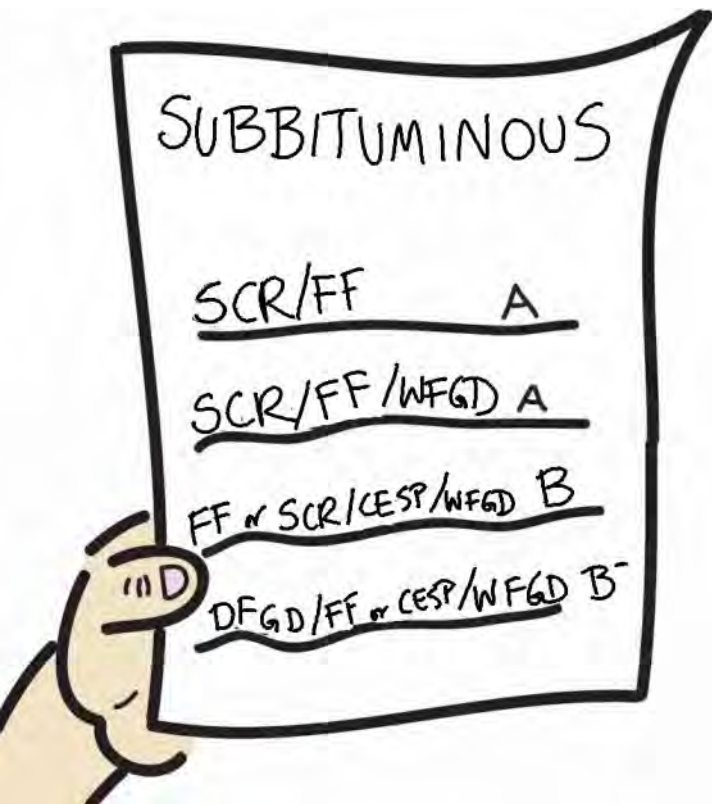 SUBBITUMINOUS
SCR/FF A
SCR/FF/WFGD A
FF or SCR/CESP/WFGD B
DFGD/FF or CESP/WFGD B-